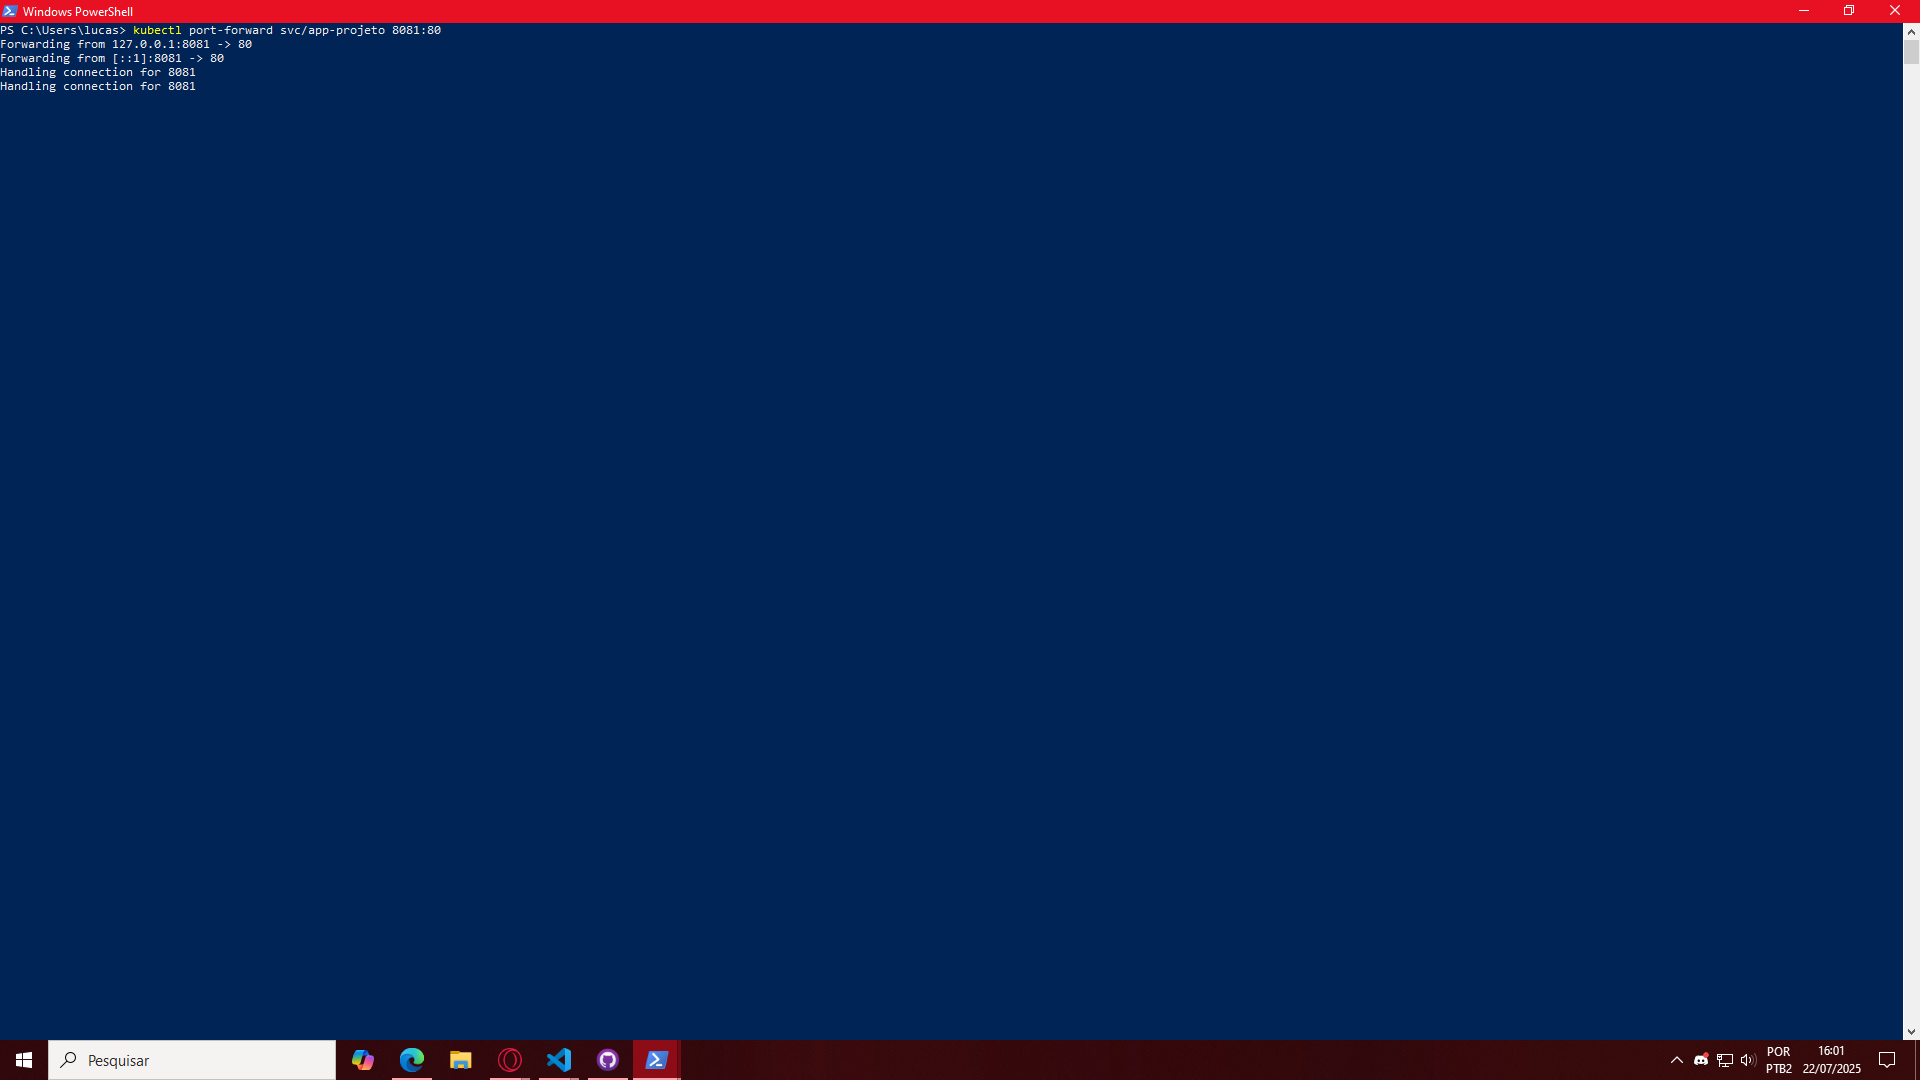 Windows PowerShell
PS C:\Users\lucas> kubectl port-forward svc/app-projeto 8081:80
Forwarding from 127.0.0.1:8081 -> 80
Forwarding from [::1]:8081 -> 80
Handling connection for 8081
Handling connection for 8081
Pesquisar
POR
PTB2
16:01
22/07/2025